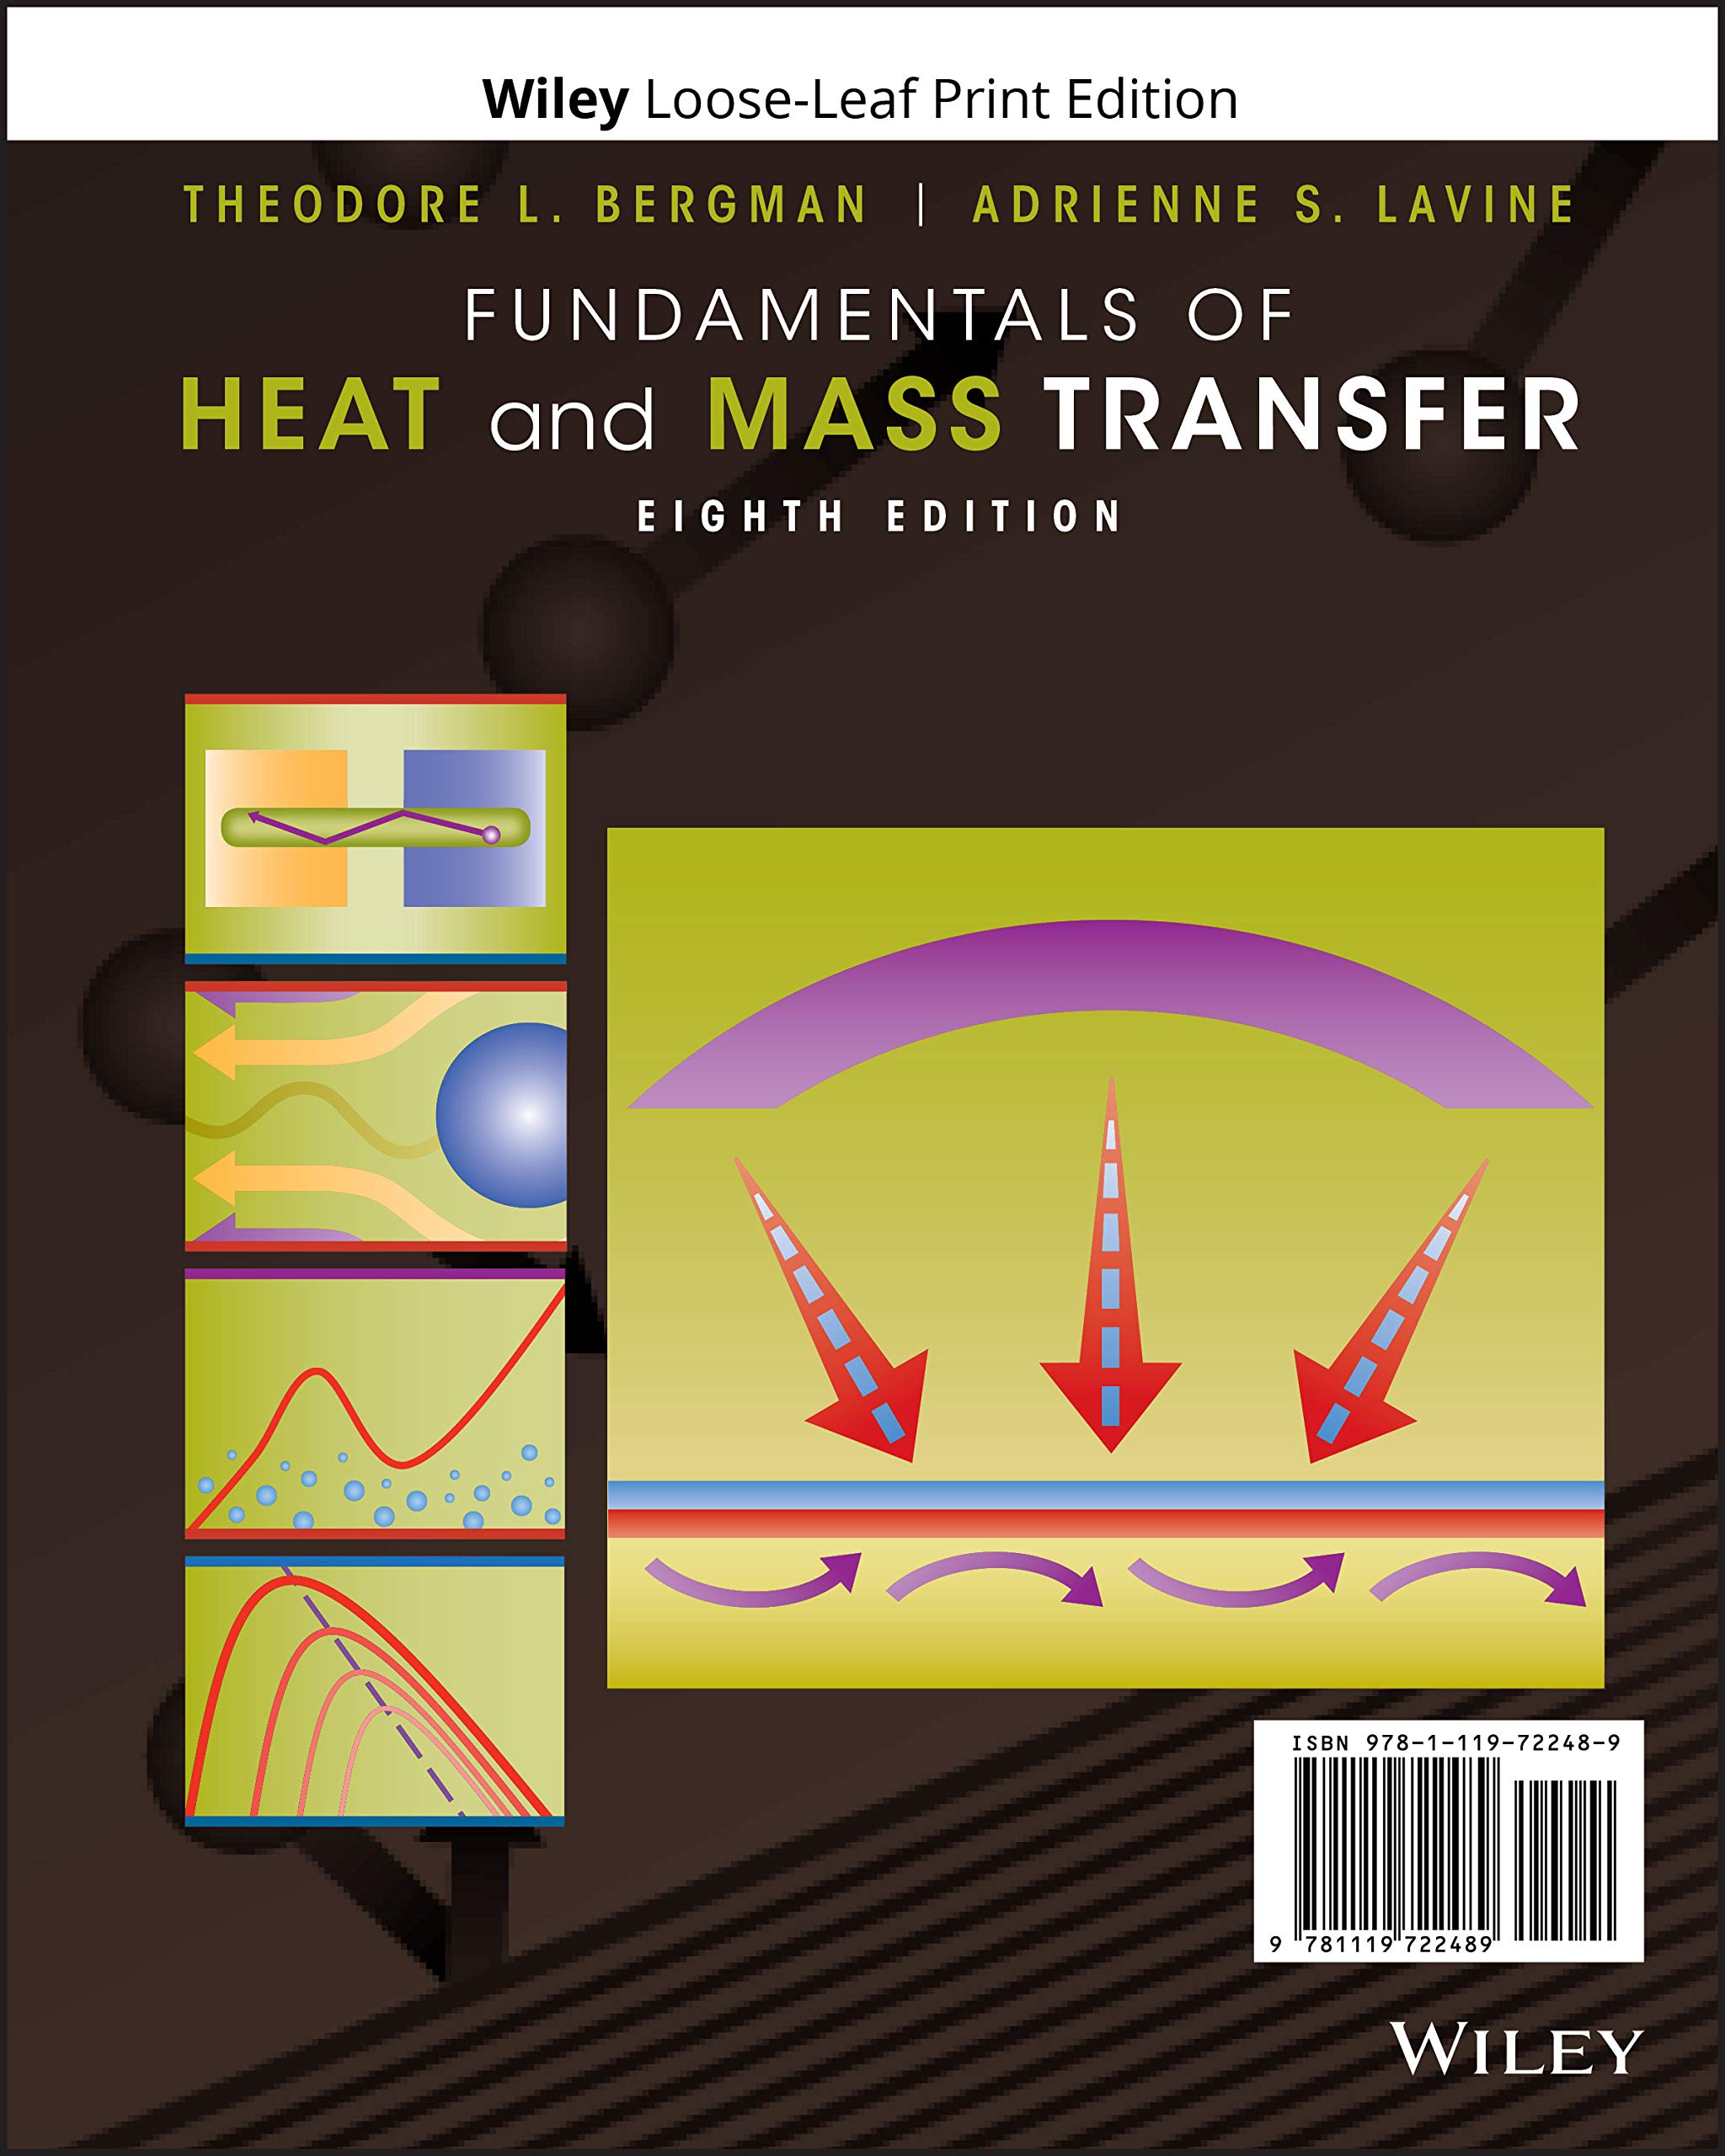 Wiley Loose-Leaf Print Edition
THEODORE L. BERGMAN | ADRIENNE S. LAVINE
FUNDAMENTALS OF
HEAT and MASS TRANSFER
EIGHTH EDITION
ISBN 978-1-119-72248-9
9 781119 722489
WILEY